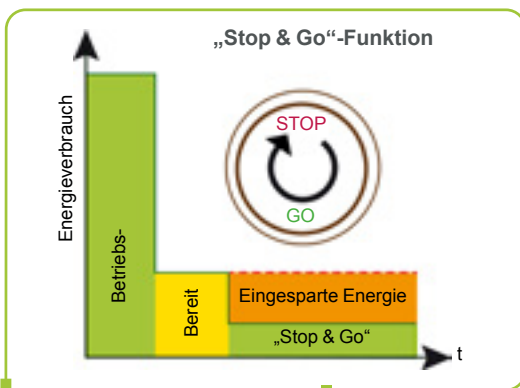 „Stop & Go“-Funktion
Energieverbrauch
STOP
GO
Betriebs-
Bereit
Eingesparte Energie
„Stop & Go“
t